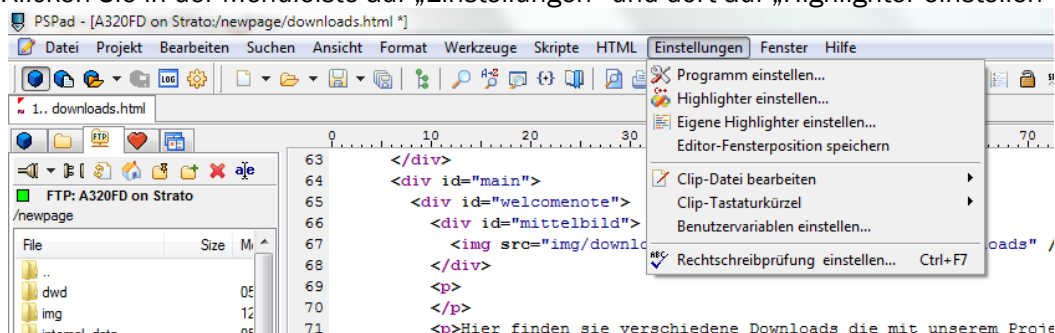 Klicken Sie in der Menüleiste auf „Einstellungen“ und dort auf „Highlighter einstellen
PSPad - [A320FD on Strato:/newpage/downloads.html *]
Datei Projekt Bearbeiten Suchen Ansicht Format Werkzeuge Skripte HTML Einstellungen Fenster Hilfe
LOG
Programm einstellen...
Highlighter einstellen...
Eigene Highlighter einstellen...
Editor-Fensterposition speichern
Clip-Datei bearbeiten
Clip-Tastaturkürzel
Benutzervariablen einstellen...
Rechtschreibprüfung einstellen... Ctrl+F7
1.. downloads.html
FTP
0 10 20 30 70
FTP: A320FD on Strato
/newpage
File Size
..
dwd 05
img 12
63 </div>
64 <div id="main">
65 <div id="welcomenote">
66 <div id="mittelbild">
67 <img src="img/downlo oads" /
68 </div>
69 <p>
70 </p>
71 <p>Hier finden sie verschiedene Downloads die mit unserem Proje